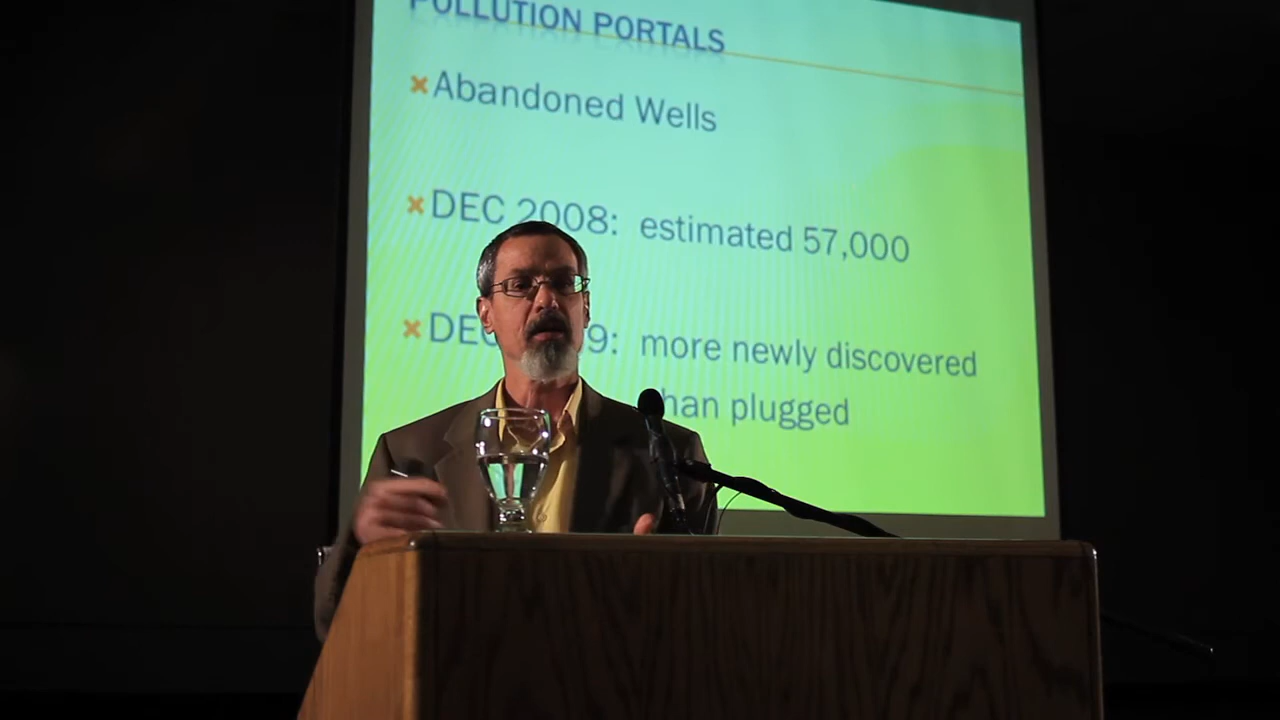 POLLUTION PORTALS
Abandoned Wells
DEC 2008: estimated 57,000
more newly discovered
plugged